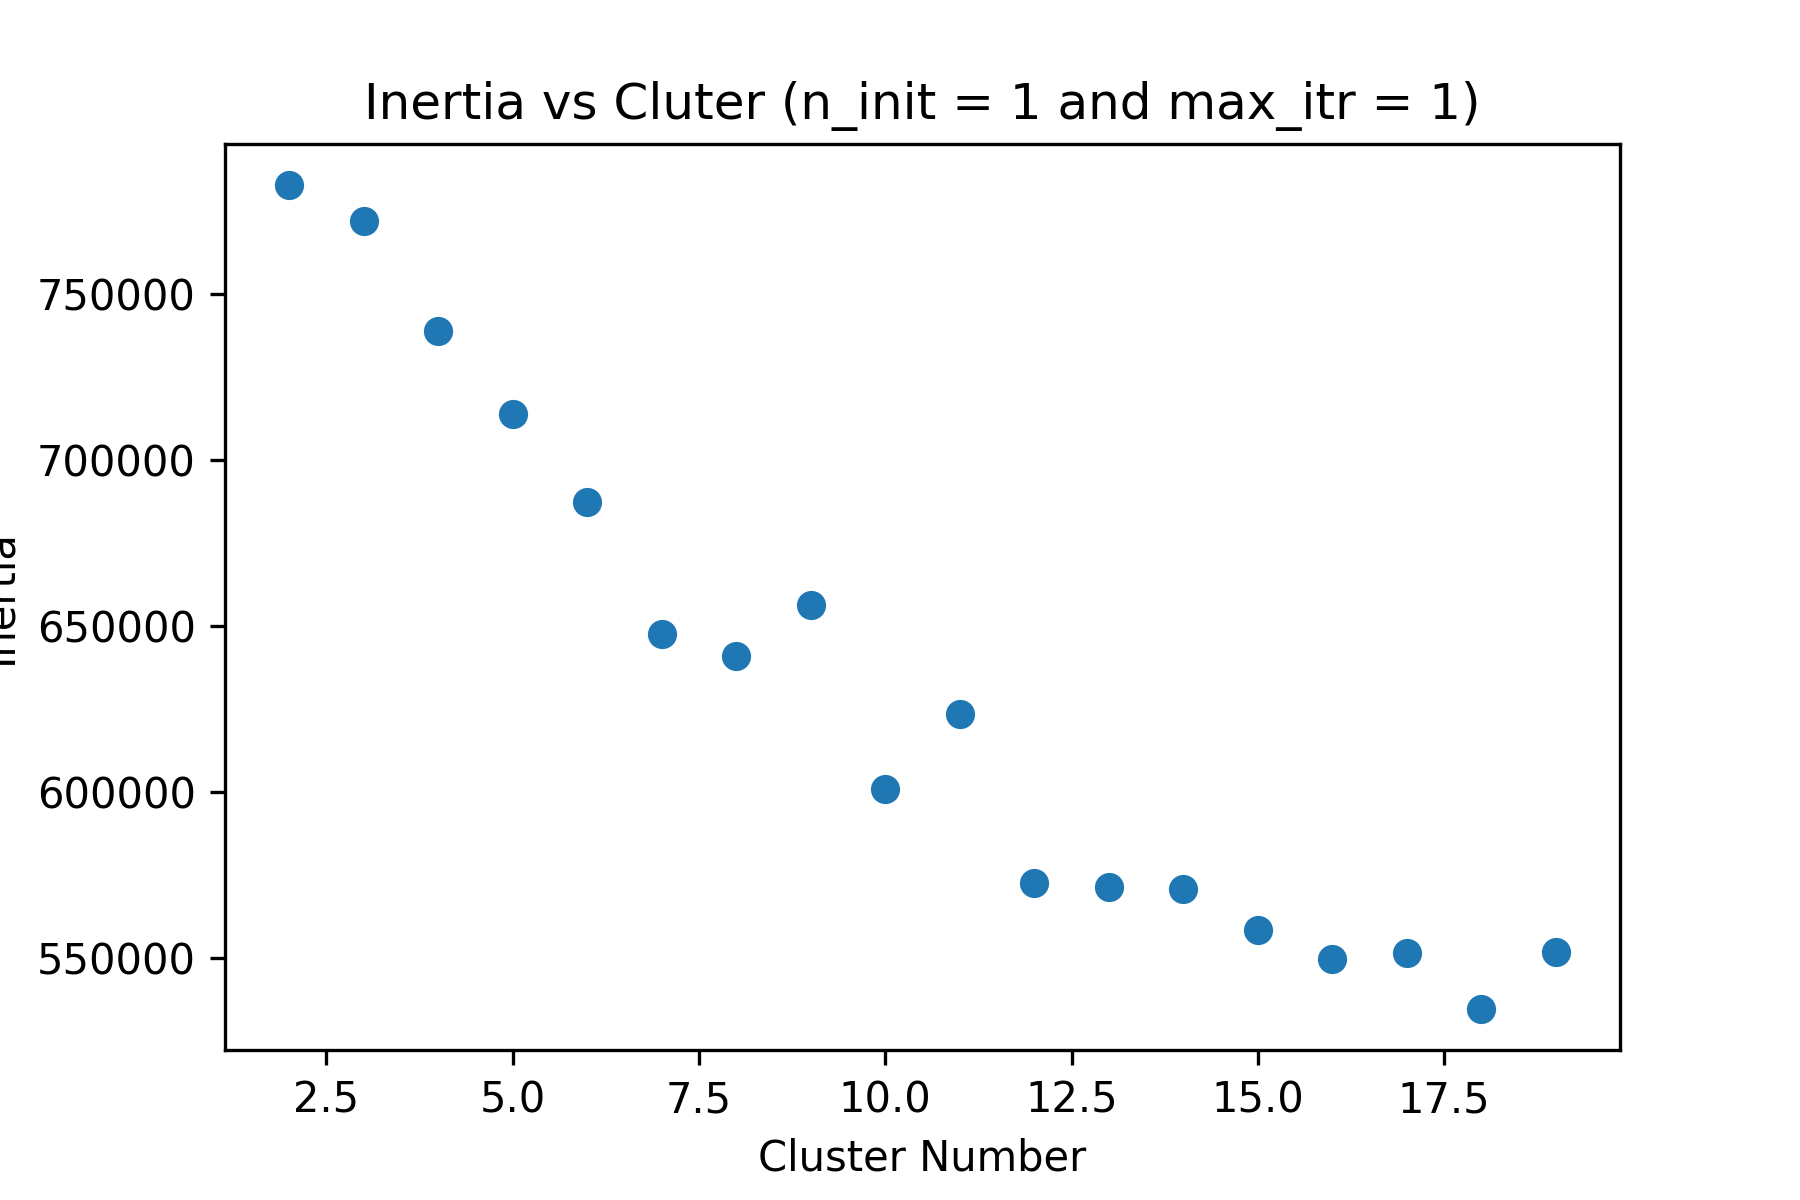 Inertia vs Cluter (n_init = 1 and max_itr = 1)
750000
700000
650000
600000
550000
Inertia
2.5 5.0 7.5 10.0 12.5 15.0 17.5
Cluster Number